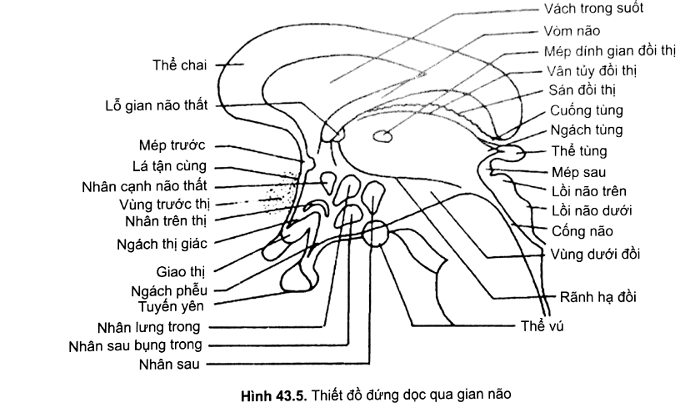 Vách trong suốt
Vòm não
Mép dính gian đồi thị
Vân tủy đồi thị
Sán đồi thị
Cuống tùng
Ngách tùng
Thể tùng
Mép sau
Lồi não trên
Lồi não dưới
Cống não
Vùng dưới đồi
Rãnh hạ đồi
Thể vú
Thể chai
Lỗ gian não thất
Mép trước
Lá tận cùng
Nhân cạnh não thất
Vùng trước thị
Nhân trên thị
Ngách thị giác
Giao thị
Ngách phễu
Tuyến yên
Nhân lưng trong
Nhân sau bụng trong
Nhân sau
Hình 43.5. Thiết đồ đứng dọc qua gian não